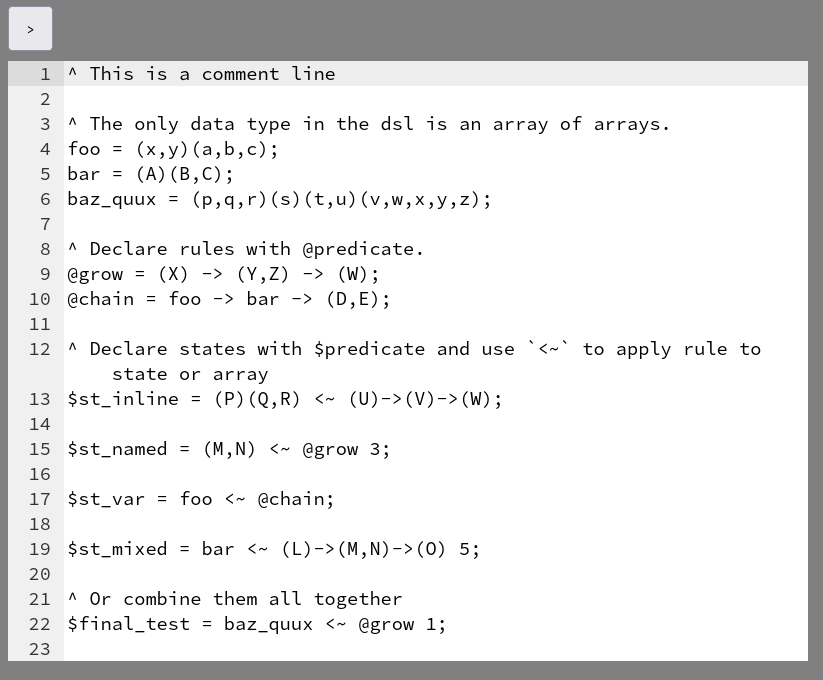 >
1 ^ This is a comment line
2
3 ^ The only data type in the dsl is an array of arrays.
4 foo = (x,y)(a,b,c);
5 bar = (A)(B,C);
6 baz_quux = (p,q,r)(s)(t,u)(v,w,x,y,z);
7
8 ^ Declare rules with @predicate.
9 @grow = (X) -> (Y,Z) -> (W);
10 @chain = foo -> bar -> (D,E);
11
12 ^ Declare states with $predicate and use `<~` to apply rule to
state or array
13 $st_inline = (P)(Q,R) <~ (U)->(V)->(W);
14
15 $st_named = (M,N) <~ @grow 3;
16
17 $st_var = foo <~ @chain;
18
19 $st_mixed = bar <~ (L)->(M,N)->(O) 5;
20
21 ^ Or combine them all together
22 $final_test = baz_quux <~ @grow 1;
23